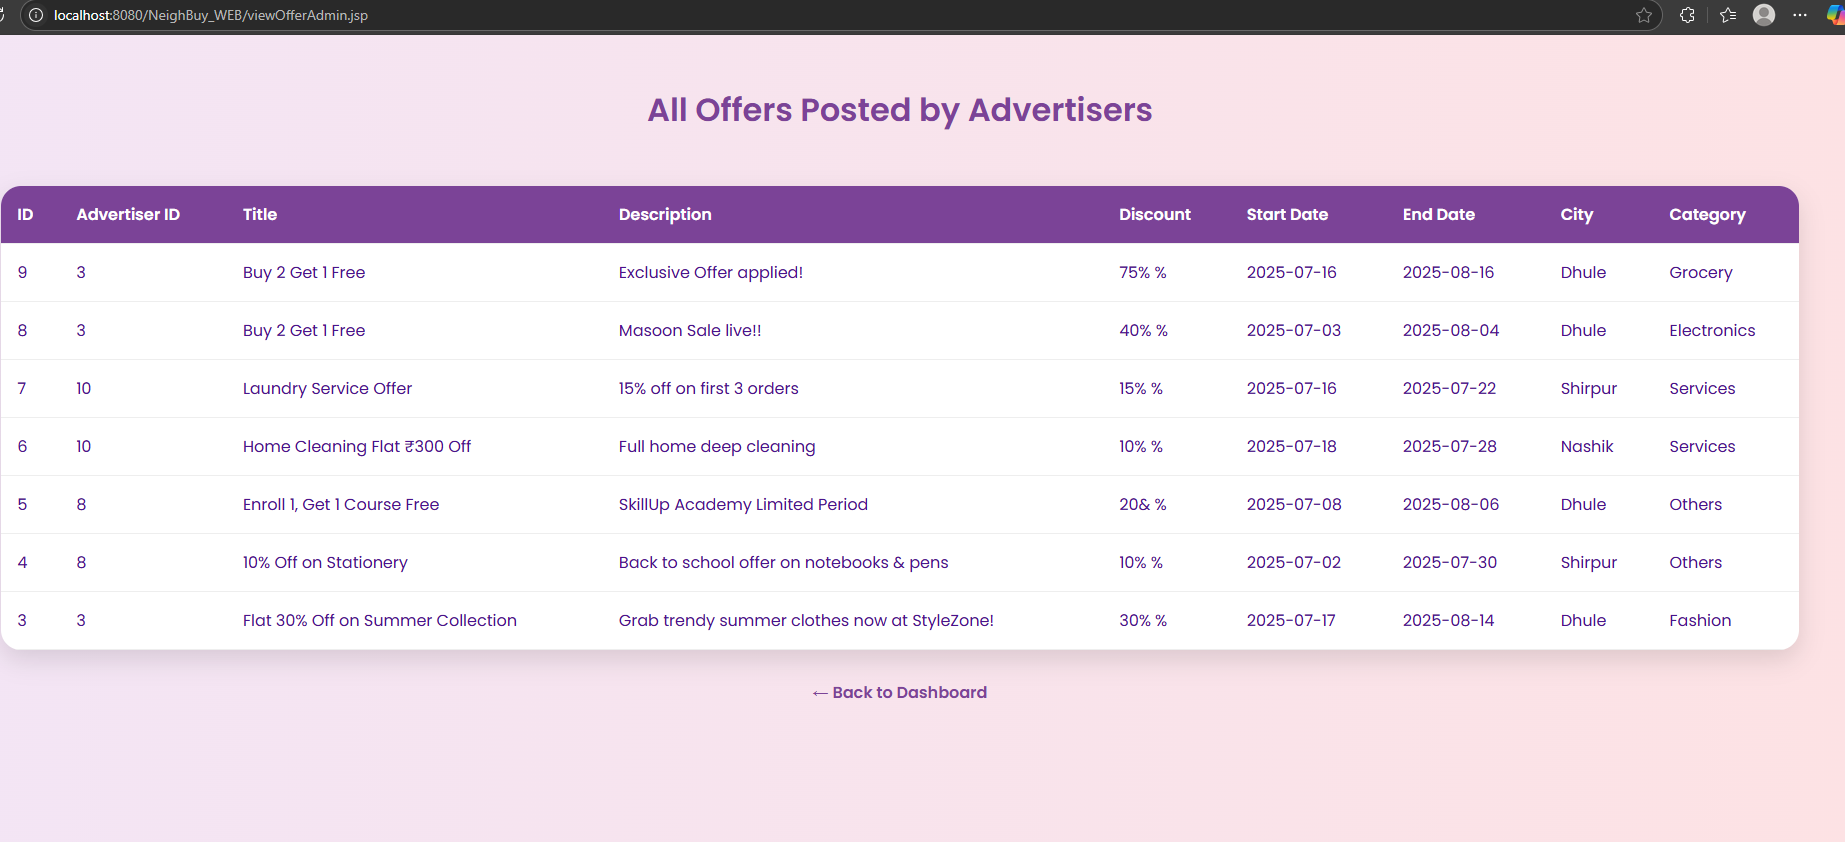 localhost:8080/NeighBuy_WEB/viewOfferAdmin.jsp
All Offers Posted by Advertisers
ID Advertiser ID Title Description Discount Start Date End Date City Category
9 3 Buy 2 Get 1 Free Exclusive Offer applied! 75% % 2025-07-16 2025-08-16 Dhule Grocery
8 3 Buy 2 Get 1 Free Masoon Sale live!! 40% % 2025-07-03 2025-08-04 Dhule Electronics
7 10 Laundry Service Offer 15% off on first 3 orders 15% % 2025-07-16 2025-07-22 Shirpur Services
6 10 Home Cleaning Flat ₹300 Off Full home deep cleaning 10% % 2025-07-18 2025-07-28 Nashik Services
5 8 Enroll 1, Get 1 Course Free SkillUp Academy Limited Period 20& % 2025-07-08 2025-08-06 Dhule Others
4 8 10% Off on Stationery Back to school offer on notebooks & pens 10% % 2025-07-02 2025-07-30 Shirpur Others
3 3 Flat 30% Off on Summer Collection Grab trendy summer clothes now at StyleZone! 30% % 2025-07-17 2025-08-14 Dhule Fashion
← Back to Dashboard